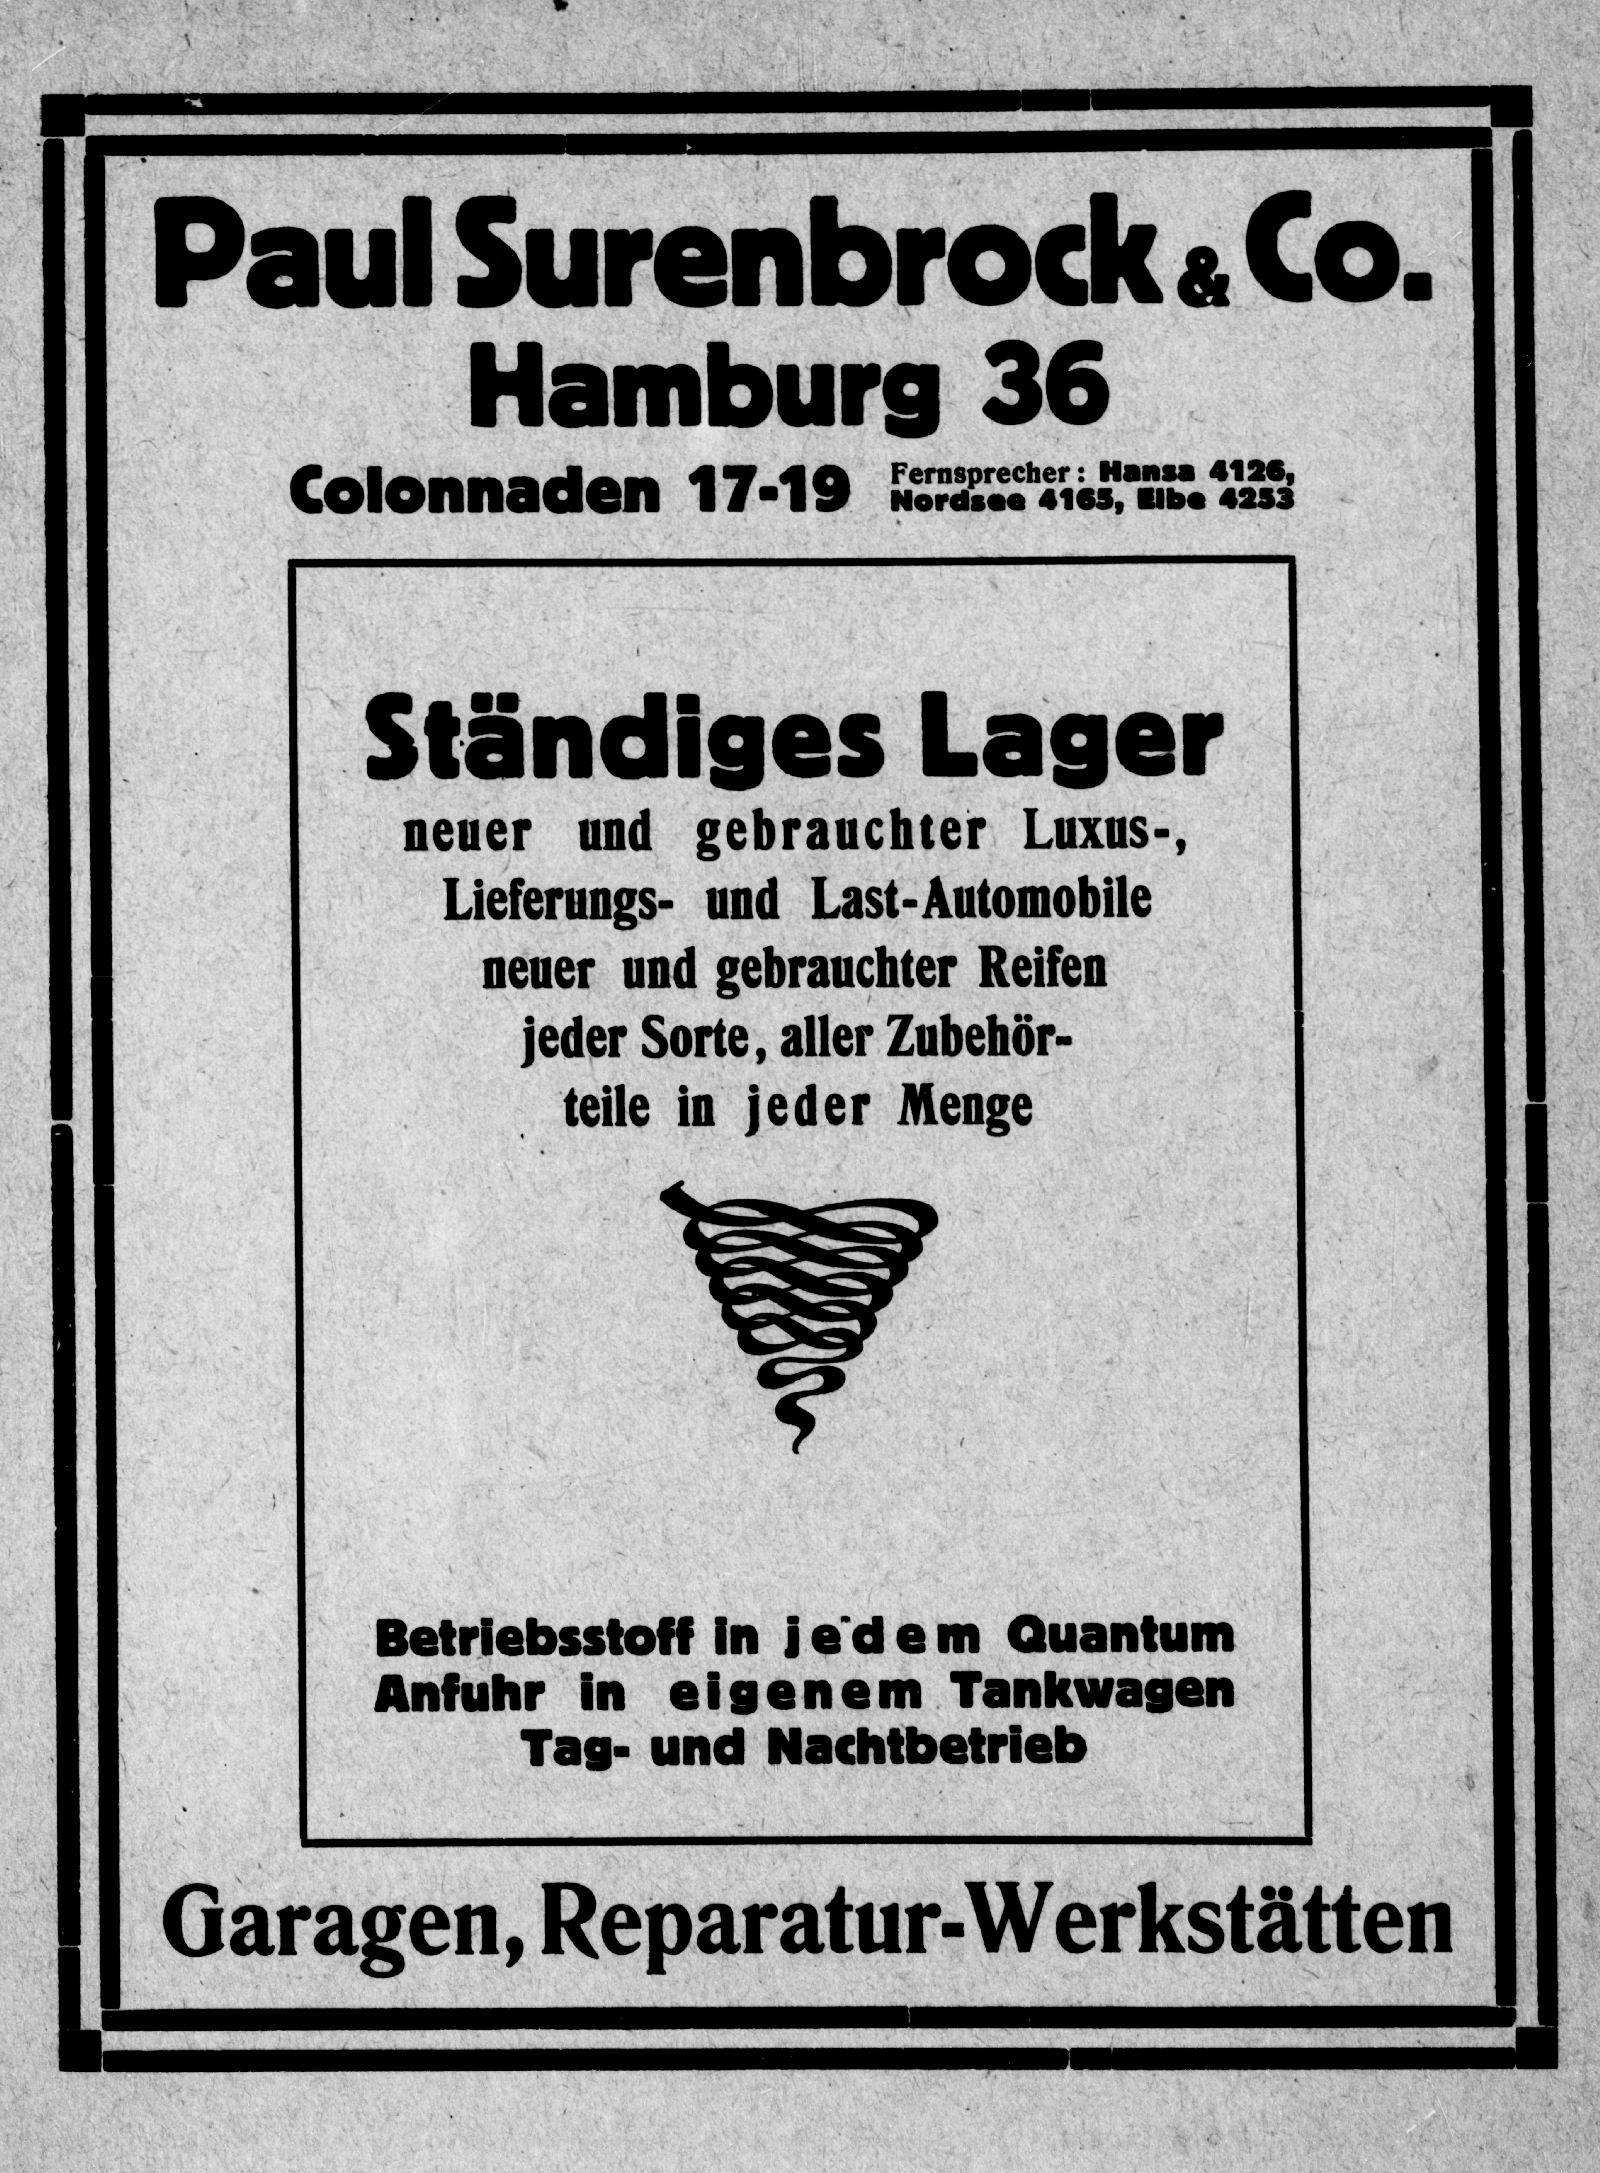 Paul Surenbrock & Co.
Hamburg 36
Colonnaden 17-19
Fernsprecher: Hansa 4126,
Nordsee 4165, Elbe 4253
Ständiges Lager
neuer und gebrauchter Luxus-,
Lieferungs- und Last-Automobile
neuer und gebrauchter Reifen
jeder Sorte, aller Zubehör-
teile in jeder Menge
Betriebsstoff in jedem Quantum
Anfuhr in eigenem Tankwagen
Tag- und Nachtbetrieb
Garagen, Reparatur-Werkstätten